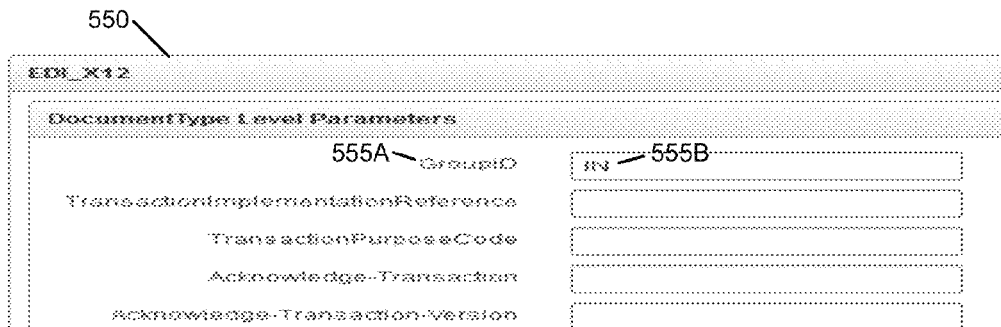 550
EDI_X12
DocumentType Level Parameters
555A GroupID IN 555B
TransactionImplementationReference
TransactionPurposeCode
Acknowledge-Transaction
Acknowledge-Transaction-Version